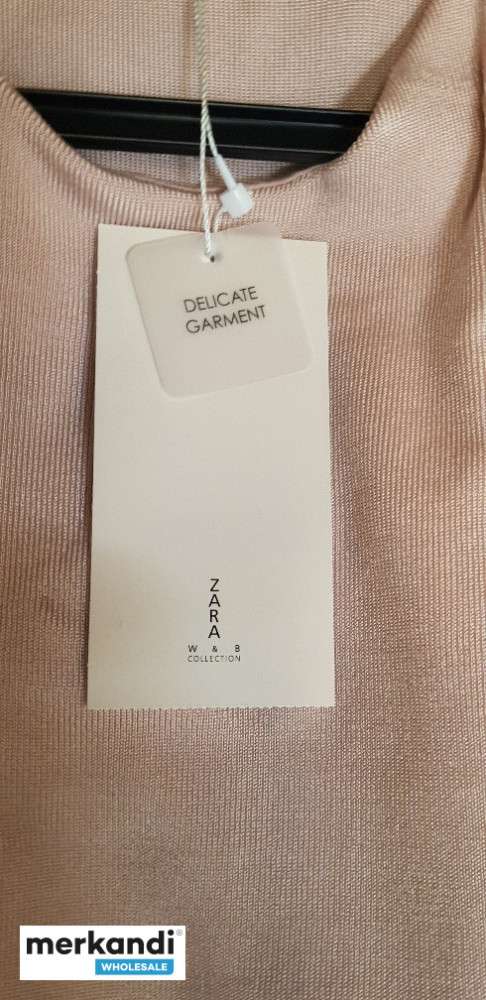 DELICATE
GARMENT
Z
A
R
A
W & B
COLLECTION
merkandi
WHOLESALE